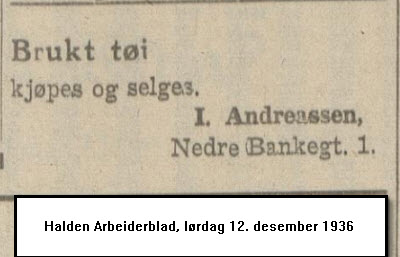 Brukt tøi
kjøpes og selges.
I. Andreassen,
Nedre Bankegt. 1.
Halden Arbeiderblad, lørdag 12. desember 1936